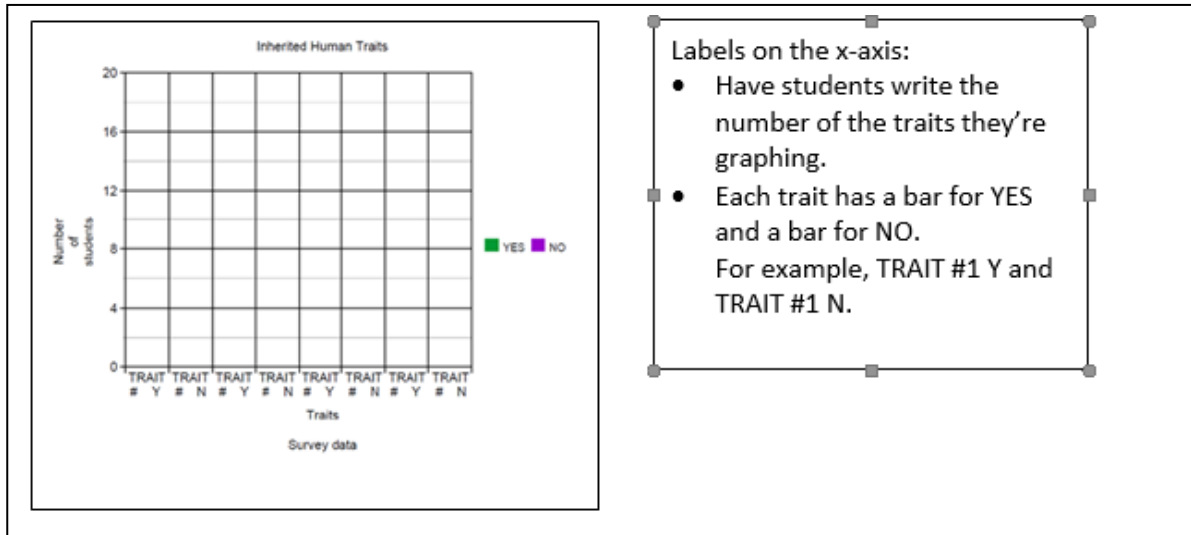 Inherited Human Traits
20
16
12
8
4
0
Number
of
students
YES NO
TRAIT TRAIT TRAIT TRAIT TRAIT TRAIT TRAIT TRAIT
# Y # N # Y # N # Y # N # Y # N
Traits
Survey data
Labels on the x-axis:
• Have students write the
number of the traits they’re
graphing.
• Each trait has a bar for YES
and a bar for NO.
For example, TRAIT #1 Y and
TRAIT #1 N.